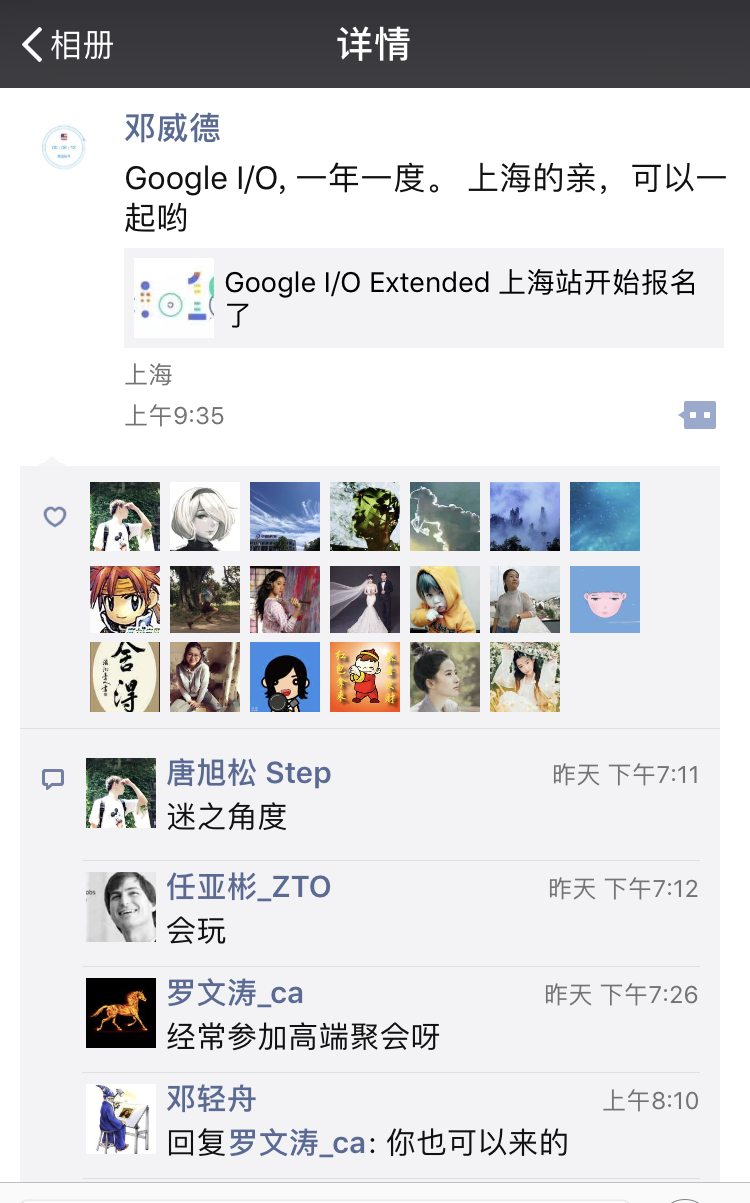 相册
详情
邓威德
Google I/O, 一年一度。 上海的亲，可以一
起哟
Google I/O Extended 上海站开始报名
了
上海
上午9:35
舍得
唐旭松 Step
昨天 下午7:11
迷之角度
任亚彬_ZTO
昨天 下午7:12
会玩
罗文涛_ca
昨天 下午7:26
经常参加高端聚会呀
邓轻舟
上午8:10
回复罗文涛_ca: 你也可以来的